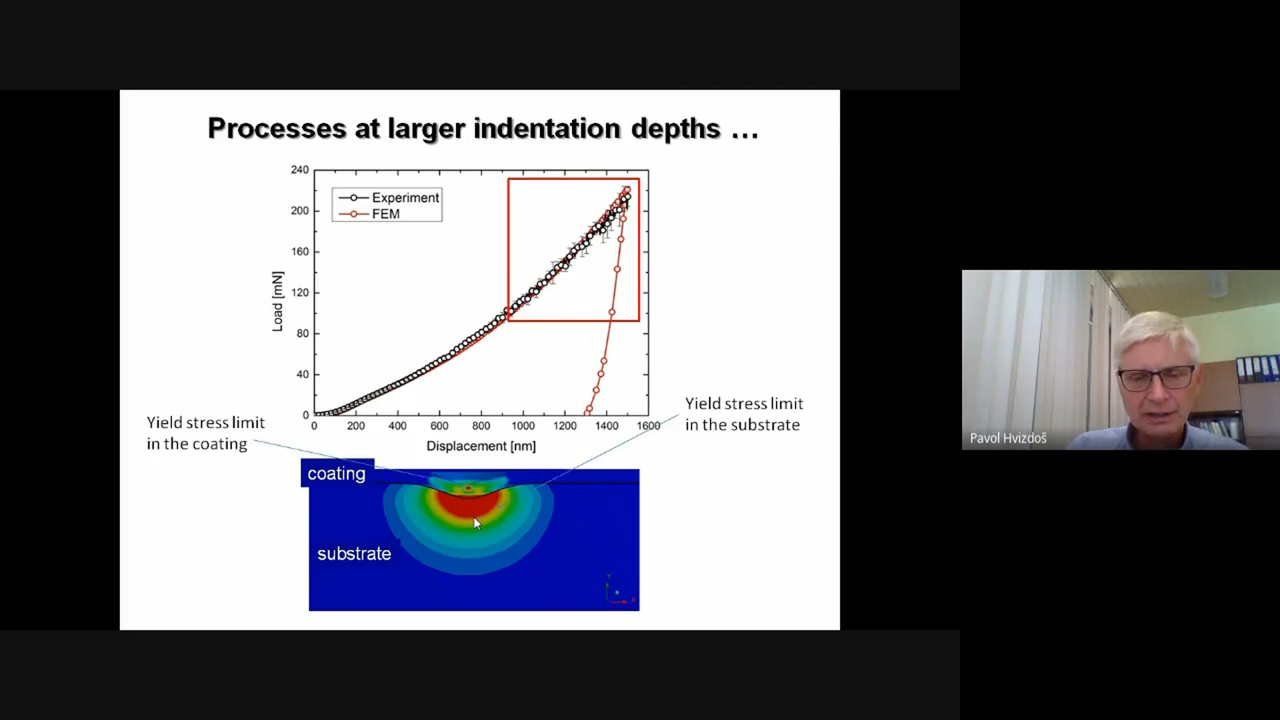 Processes at larger indentation depths …
240
200
160
120
80
40
0
Load [mN]
Experiment
FEM
0 200 400 600 800 1000 1200 1400 1600
Displacement [nm]
Yield stress limit
in the coating
Yield stress limit
in the substrate
coating
substrate
Pavol Hvizdoš